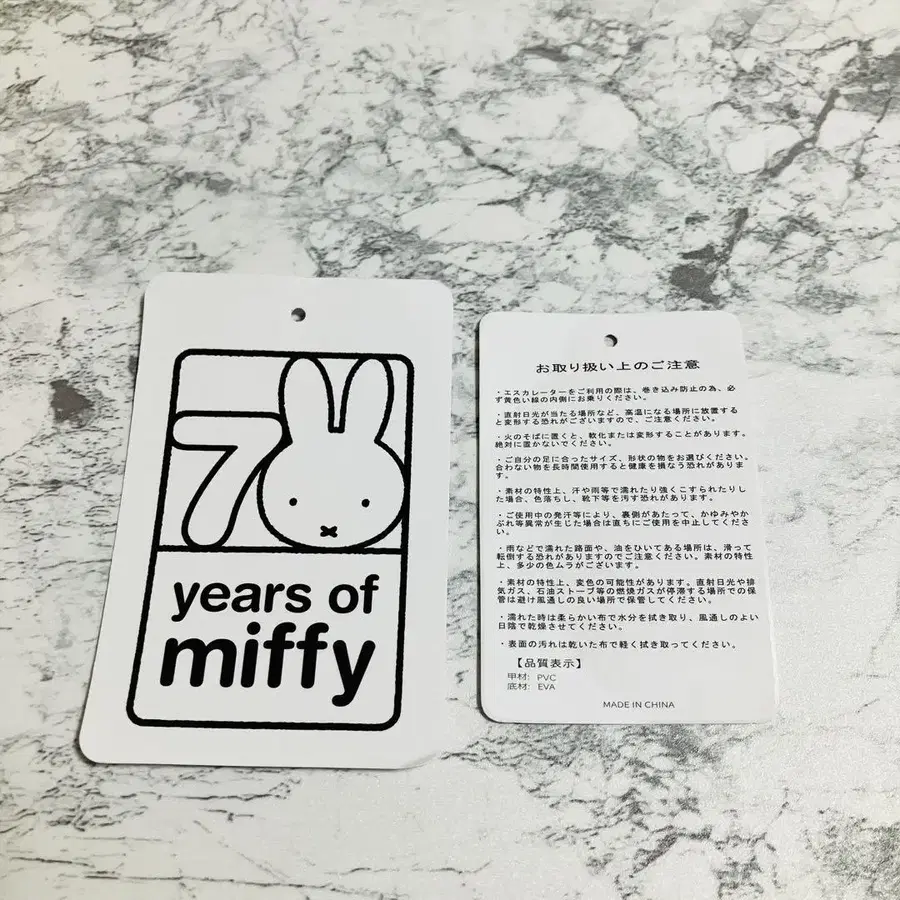 70
years of
miffy
お取り扱い上のご注意
・エスカレーターをご利用の際は、巻き込み防止の為、必
ず黄色い線の内側にお乗りください。
・直射日光が当たる場所など、高温になる場所に放置する
と変形する恐れがございますので、ご注意ください。
・火のそばに置くと、軟化または変形することがあります。
絶対に置かないでください。
・ご自分の足に合ったサイズ、形状の物をお選びください。
合わない物を長時間使用すると健康を損なう恐れがありま
す。
・素材の特性上、汗や雨等で濡れたり強くこすられたりし
た場合、色落ちし、靴下等を汚す恐れがあります。
・ご使用中の発汗等により、裏側があたって、かゆみやか
ぶれ等異常が生じた場合は直ちにご使用を中止してくださ
い。
・雨などで濡れた路面や、油をひいてある場所は、滑って
転倒する恐れがありますのでご注意ください。素材の特性
上、多少の色ムラがございます。
・素材の特性上、変色の可能性があります。直射日光や排
気ガス、石油ストーブ等の燃焼ガスが停滞する場所での保
管は避け風通しの良い場所で保管してください。
・濡れた時は柔らかい布で水分を拭き取り、風通しのよい
日陰で乾燥させてください。
・表面の汚れは乾いた布で軽く拭き取ってください。
【品質表示】
甲材: PVC
底材: EVA
MADE IN CHINA